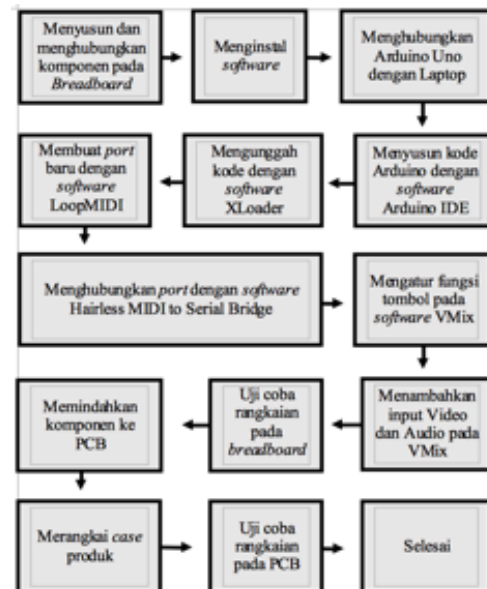 Menyusun dan
menghubungkan
komponen pada
Breadboard
Menginstal
software
Menghubungkan
Arduino Uno
dengan Laptop
Menyusun kode
Arduino dengan
software
Arduino IDE
Mengunggah
kode dengan
software
XLoader
Membuat port
baru dengan
software
LoopMIDI
Menghubungkan port dengan software
Hairless MIDI to Serial Bridge
Mengatur fungsi
tombol pada
software VMix
Menambahkan
input Video
dan Audio pada
VMix
Uji coba
rangkaian
pada
breadboard
Memindahkan
komponen ke
PCB
Merangkai case
produk
Uji coba
rangkaian
pada PCB
Selesai